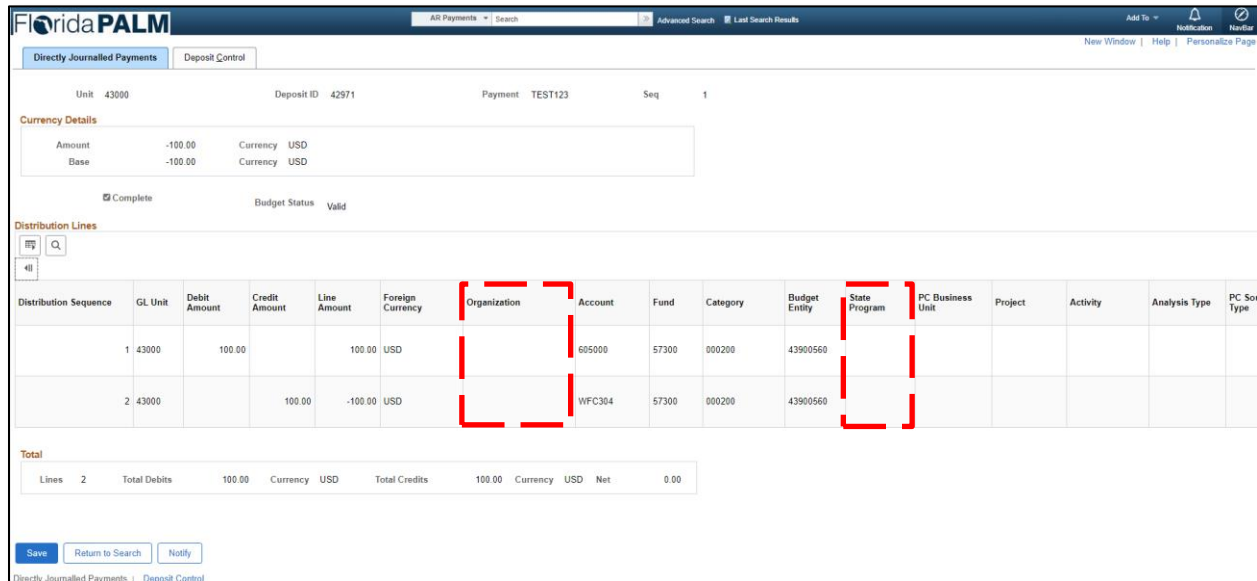 Florida PALM
AR Payments Search » Advanced Search Last Search Results Add To Notification NavBar
New Window | Help | Personalize Page
Directly Journalled Payments Deposit Control
Unit 43000 Deposit ID 42971 Payment TEST123 Seq 1
Currency Details
Amount -100.00 Currency USD
Base -100.00 Currency USD
Complete Budget Status Valid
Distribution Lines
Distribution Sequence GL Unit Debit Amount Credit Amount Line Amount Foreign Currency Organization Account Fund Category Budget Entity State Program PC Business Unit Project Activity Analysis Type PC Type
1 43000 100.00 100.00 USD 605000 57300 000200 43900560
2 43000 100.00 -100.00 USD WFC304 57300 000200 43900560
Total
Lines 2 Total Debits 100.00 Currency USD Total Credits 100.00 Currency USD Net 0.00
Save Return to Search Notify
Directly Journalled Payments | Deposit Control